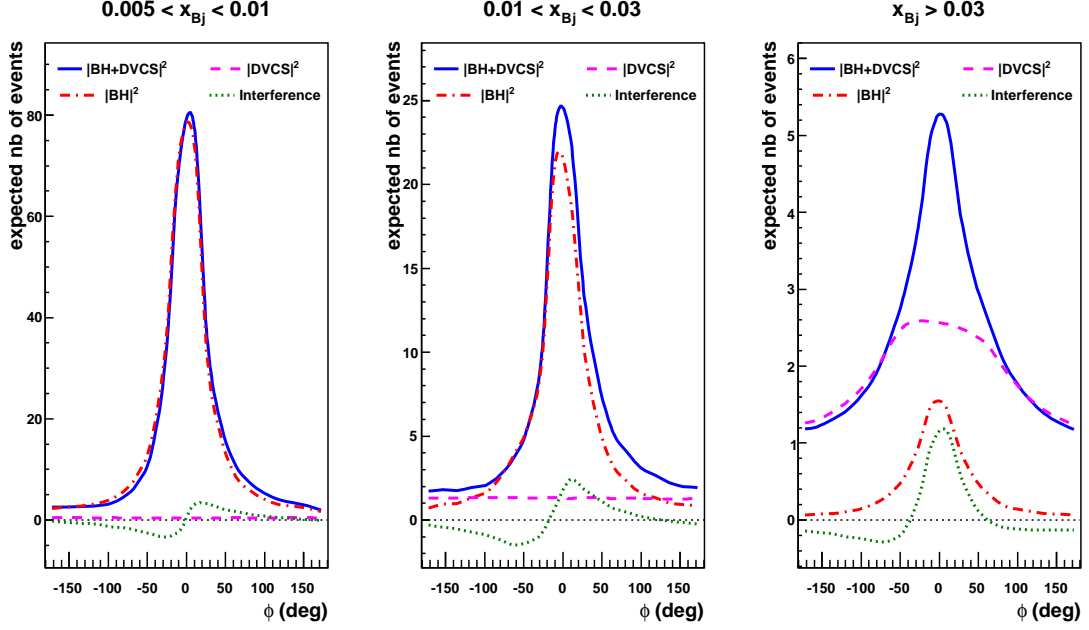 0.005 < x_Bj < 0.01
expected nb of events
|BH+DVCS|² |DVCS|²
|BH|² Interference
80
60
40
20
0
-150 -100 -50 0 50 100 150
ϕ (deg)
0.01 < x_Bj < 0.03
expected nb of events
|BH+DVCS|² |DVCS|²
|BH|² Interference
25
20
15
10
5
0
-150 -100 -50 0 50 100 150
ϕ (deg)
x_Bj > 0.03
expected nb of events
|BH+DVCS|² |DVCS|²
|BH|² Interference
6
5
4
3
2
1
0
-150 -100 -50 0 50 100 150
ϕ (deg)